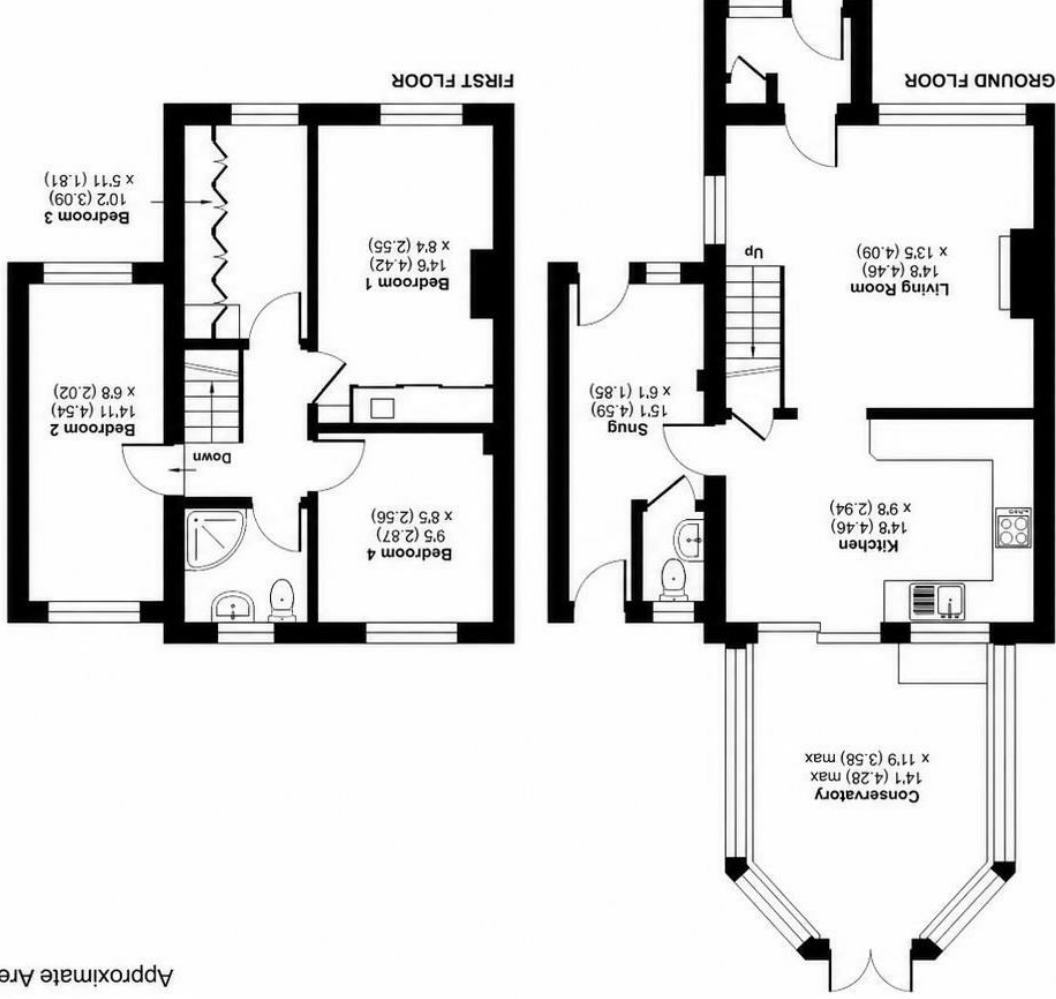 Approximate Are
Conservatory
14'1 (4.28) max
x 11'9 (3.58) max
Kitchen
14'8 (4.46)
x 9'8 (2.94)
Snug
15'1 (4.59)
x 6'1 (1.85)
Living Room
14'8 (4.46)
x 13'5 (4.09)
Up
GROUND FLOOR
Bedroom 4
9'5 (2.87)
x 8'5 (2.56)
Down
Bedroom 2
14'11 (4.54)
x 6'8 (2.02)
Bedroom 1
14'6 (4.42)
x 8'4 (2.55)
Bedroom 3
10'2 (3.09)
x 5'11 (1.81)
FIRST FLOOR